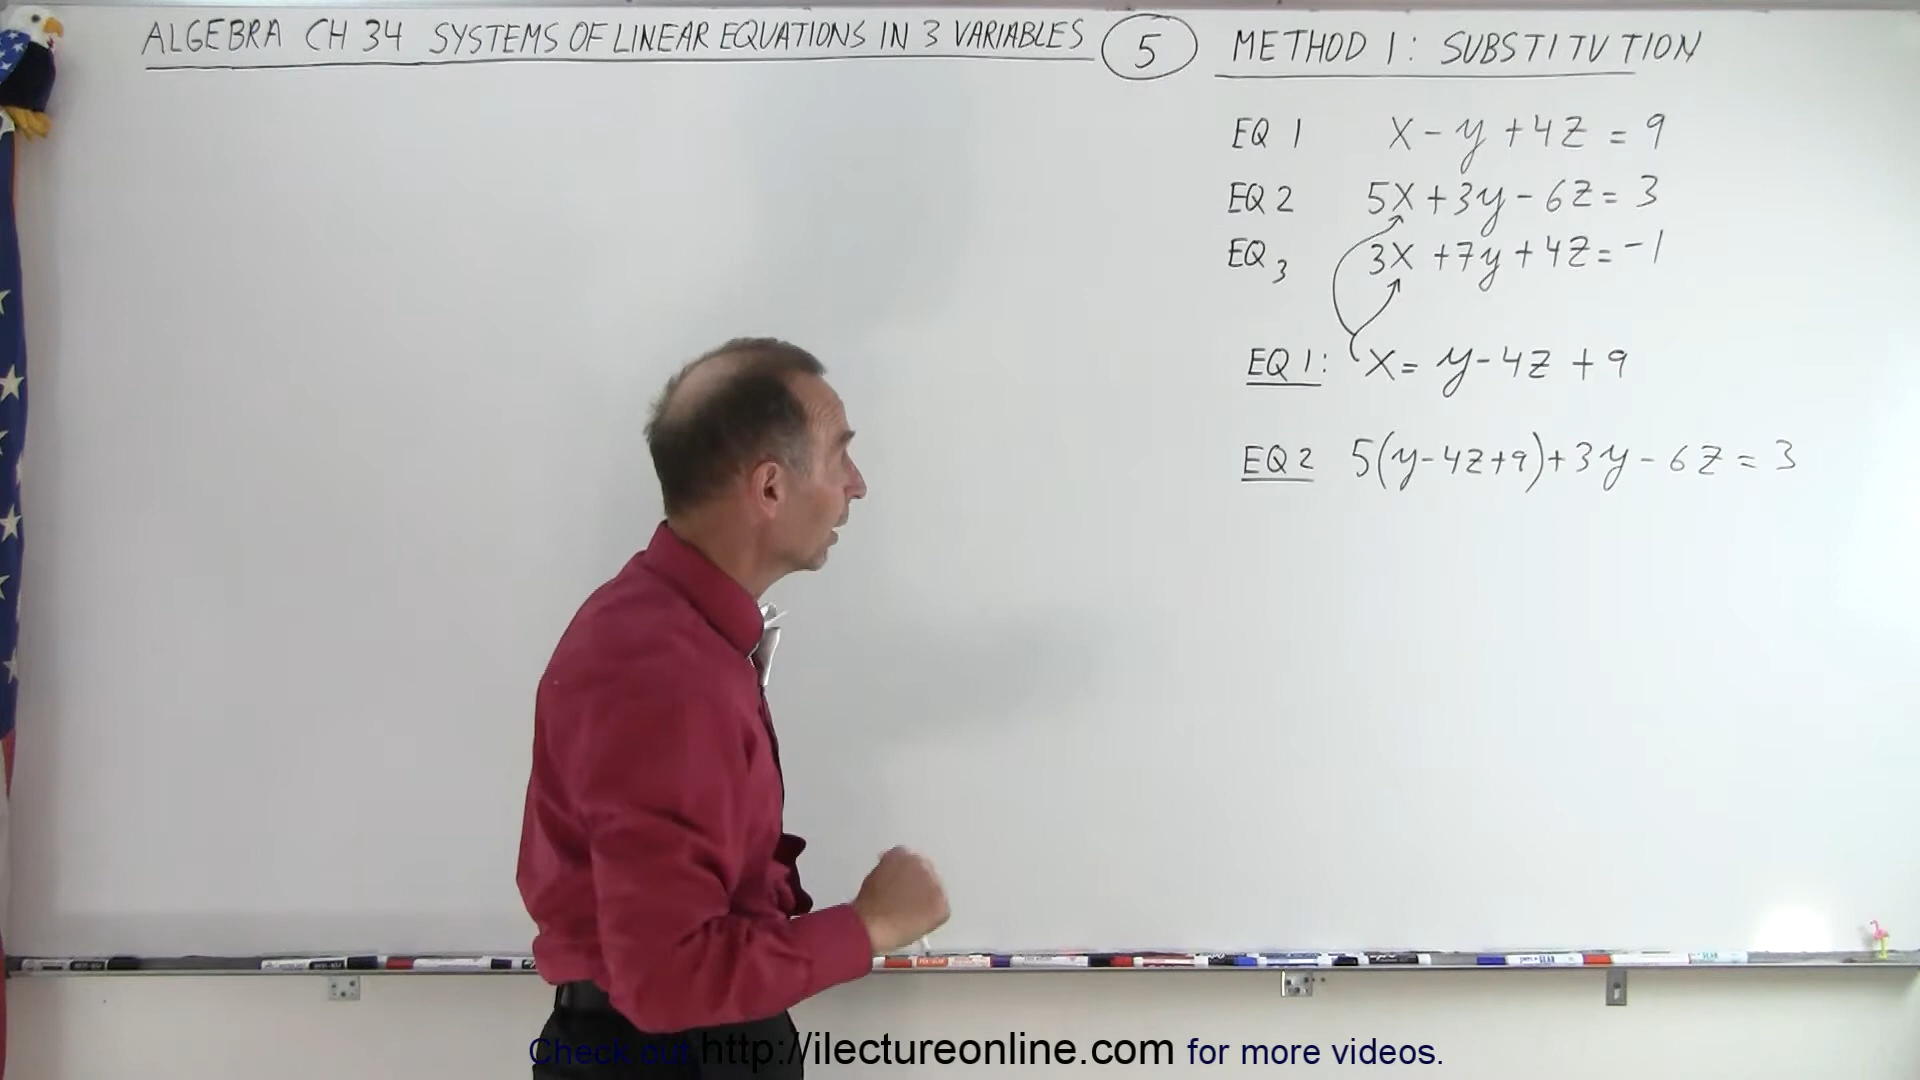 ALGEBRA CH 34 SYSTEMS OF LINEAR EQUATIONS IN 3 VARIABLES 5 METHOD 1: SUBSTITUTION
EQ 1 X - y + 4Z = 9
EQ 2 5X + 3y - 6Z = 3
EQ 3 3X + 7y + 4Z = -1
EQ 1: X = y - 4Z + 9
EQ 2 5(y - 4Z + 9) + 3y - 6Z = 3
Check out http://ilectureonline.com for more videos.